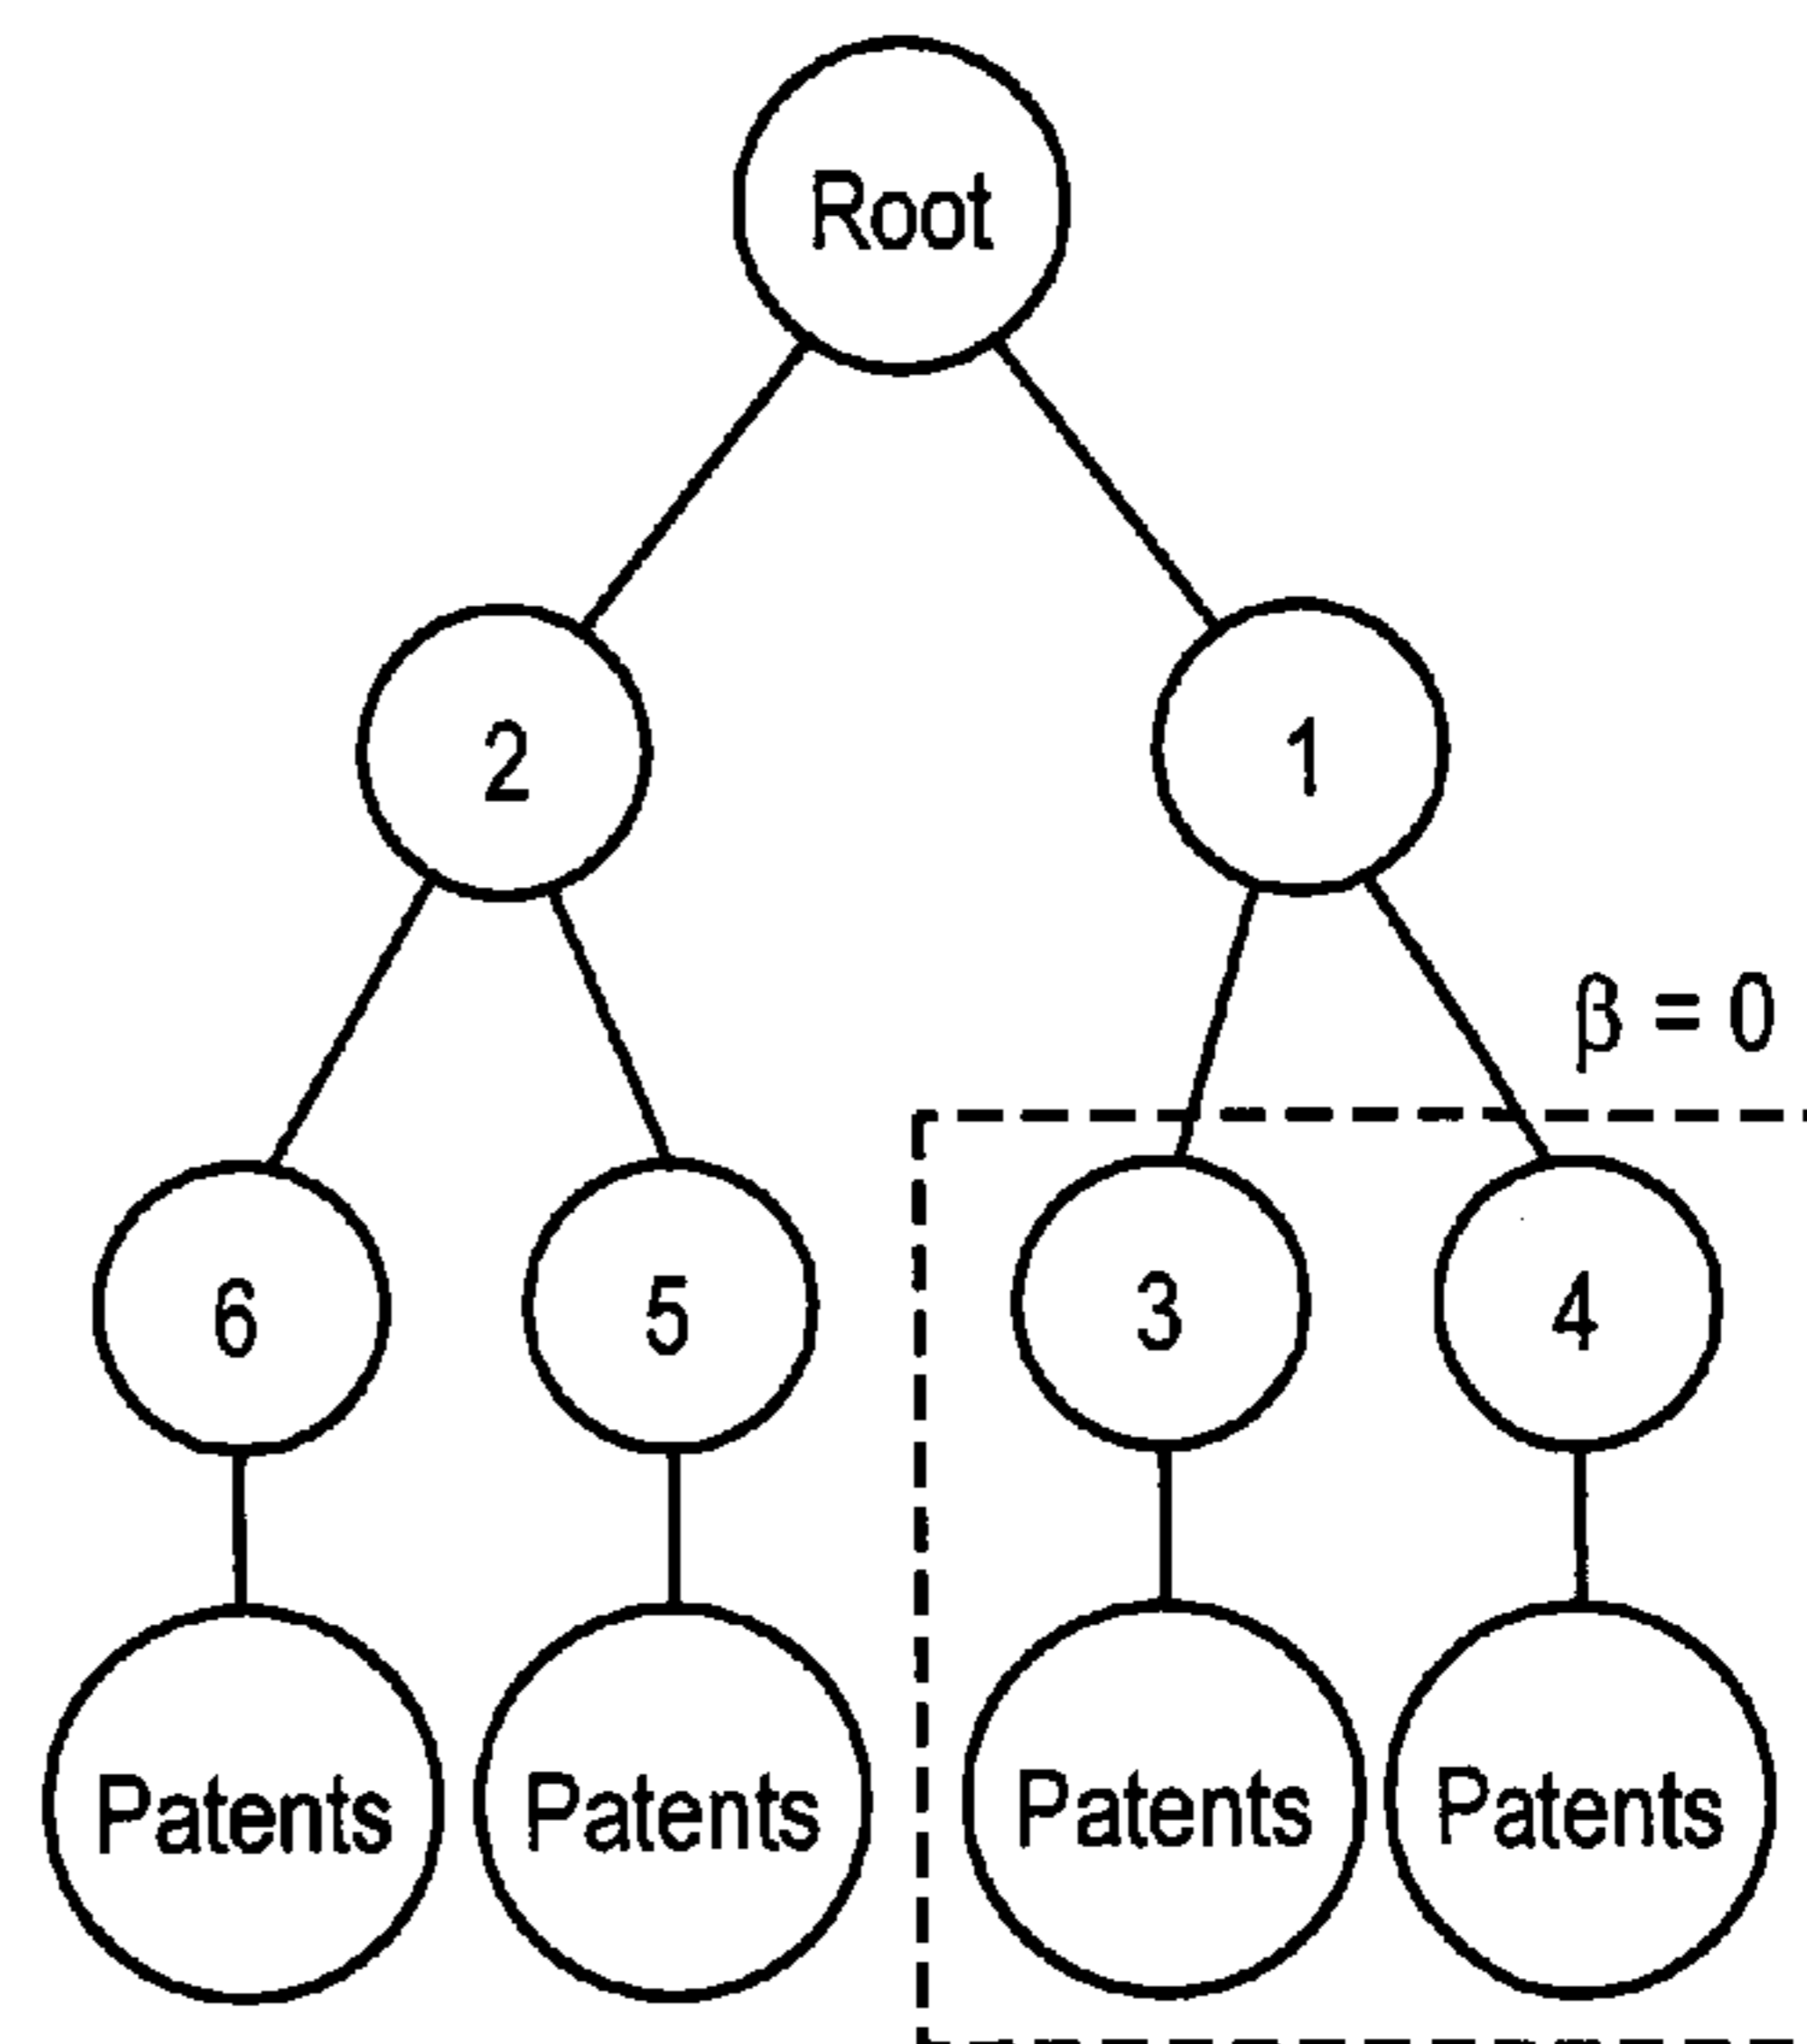 Root
2
1
β = 0
6
5
3
4
Patents
Patents
Patents
Patents